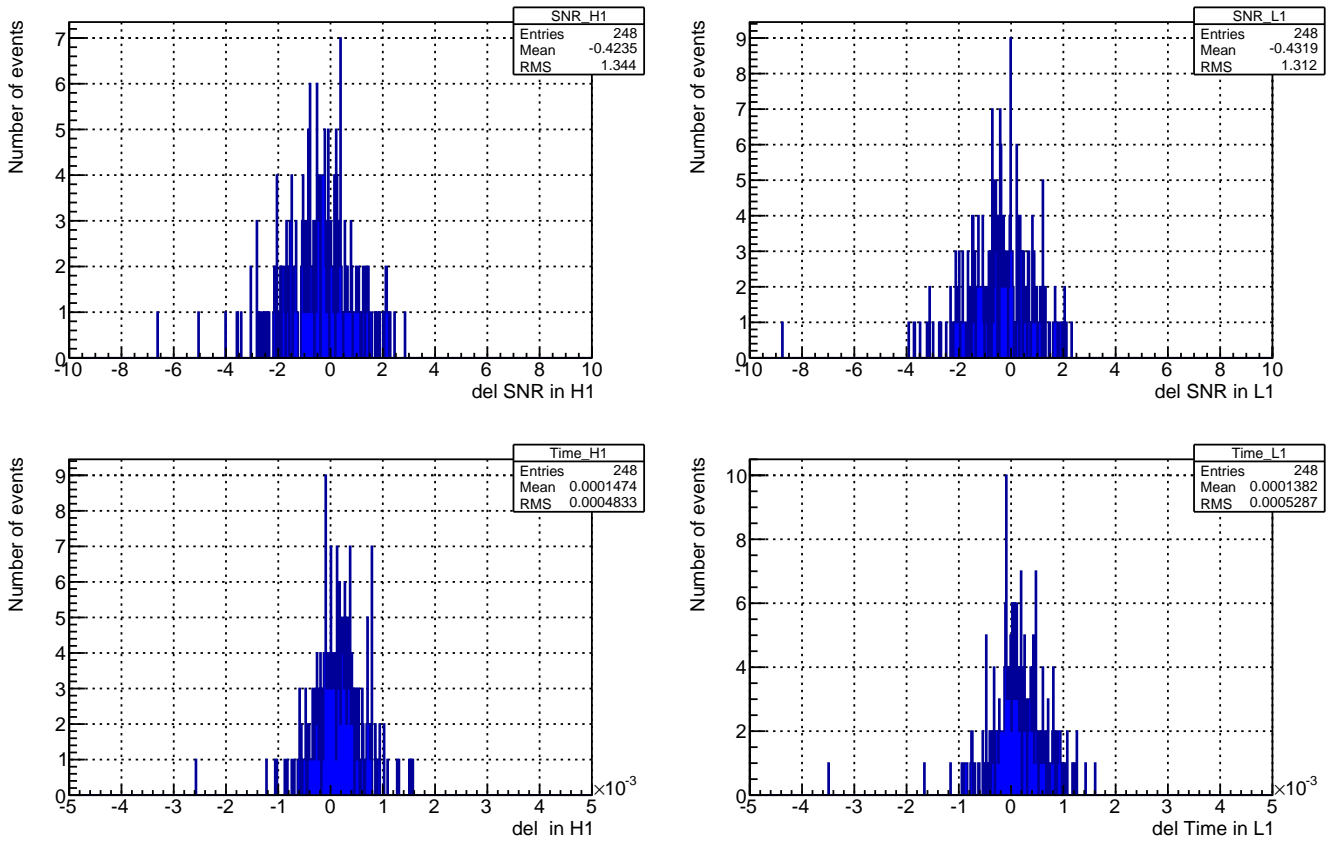 SNR_H1
Entries 248
Mean -0.4235
RMS 1.344
Number of events
7
6
5
4
3
2
1
0
-10 -8 -6 -4 -2 0 2 4 6 8 10
del SNR in H1
SNR_L1
Entries 248
Mean -0.4319
RMS 1.312
Number of events
9
8
7
6
5
4
3
2
1
0
-10 -8 -6 -4 -2 0 2 4 6 8 10
del SNR in L1
Time_H1
Entries 248
Mean 0.0001474
RMS 0.0004833
Number of events
9
8
7
6
5
4
3
2
1
0
-5 -4 -3 -2 -1 0 1 2 3 4 5
×10-3
del in H1
Time_L1
Entries 248
Mean 0.0001382
RMS 0.0005287
Number of events
10
8
6
4
2
0
-5 -4 -3 -2 -1 0 1 2 3 4 5
×10-3
del Time in L1